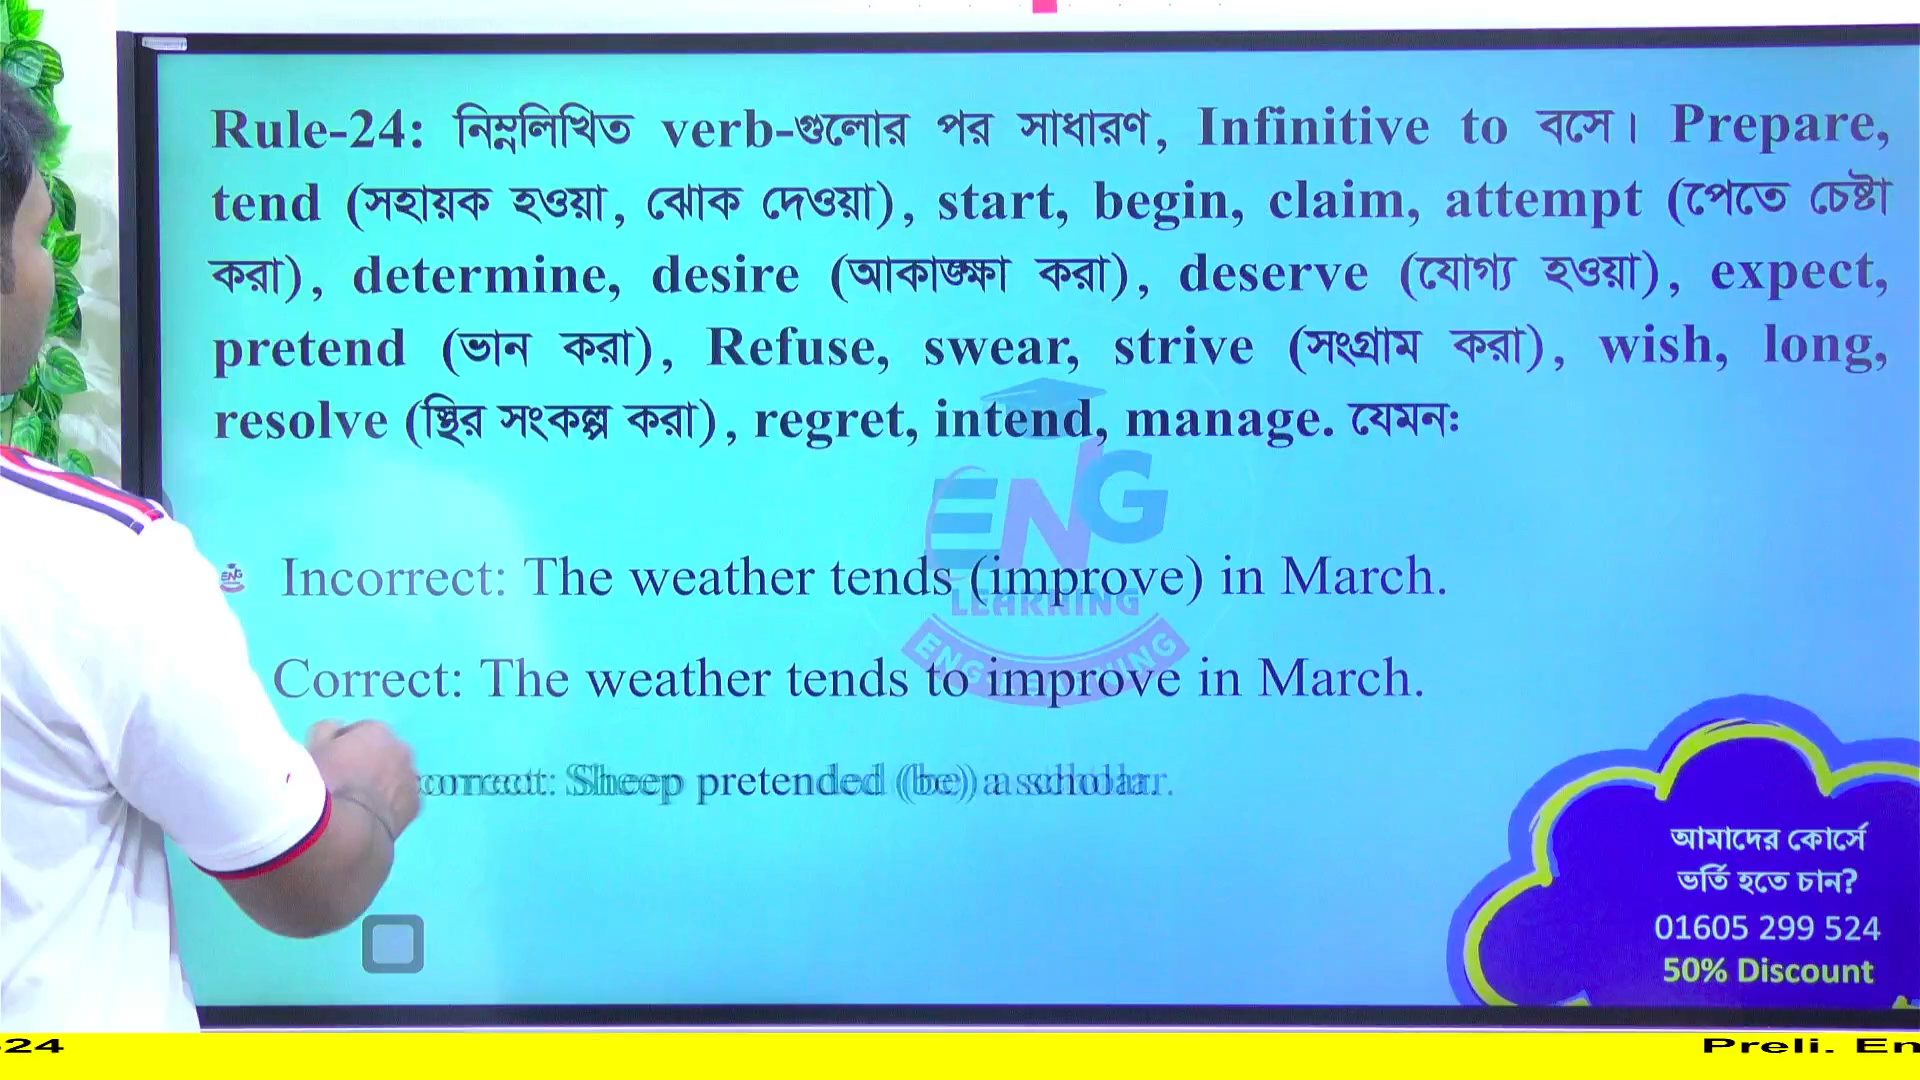 Rule-24: নিম্নলিখিত verb-গুলোর পর সাধারণ, Infinitive to বসে। Prepare,
tend (সহায়ক হওয়া, ঝোক দেওয়া), start, begin, claim, attempt (পেতে চেষ্টা
করা), determine, desire (আকাঙ্ক্ষা করা), deserve (যোগ্য হওয়া), expect,
pretend (ভান করা), Refuse, swear, strive (সংগ্রাম করা), wish, long,
resolve (স্থির সংকল্প করা), regret, intend, manage. যেমনঃ
ENG
LEARNING
Incorrect: The weather tends (improve) in March.
Correct: The weather tends to improve in March.
pretended (be) a scholar.
আমাদের কোর্সে
ভর্তি হতে চান?
01605 299 524
50% Discount
24
Preli. En